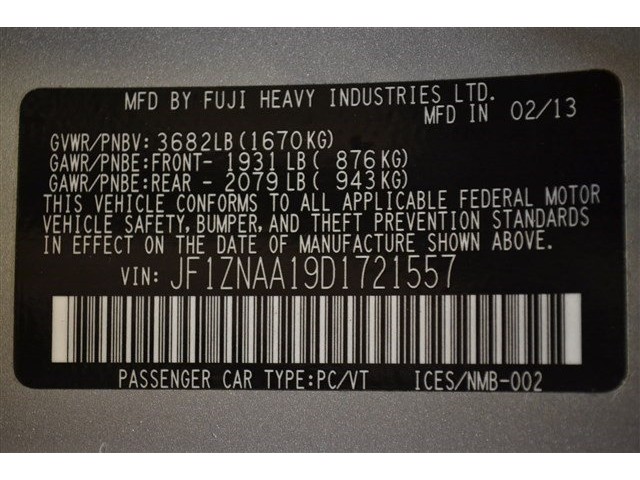 MFD BY FUJI HEAVY INDUSTRIES LTD.
MFD IN 02/13
GVWR/PNBV: 3682LB (1670KG)
GAWR/PNBE:FRONT- 1931 LB ( 876KG)
GAWR/PNBE:REAR - 2079 LB ( 943KG)
THIS VEHICLE CONFORMS TO ALL APPLICABLE FEDERAL MOTOR
VEHICLE SAFETY, BUMPER, AND THEFT PREVENTION STANDARDS
IN EFFECT ON THE DATE OF MANUFACTURE SHOWN ABOVE.
VIN: JF1ZNAA19D1721557
PASSENGER CAR TYPE:PC/VT ICES/NMB-002